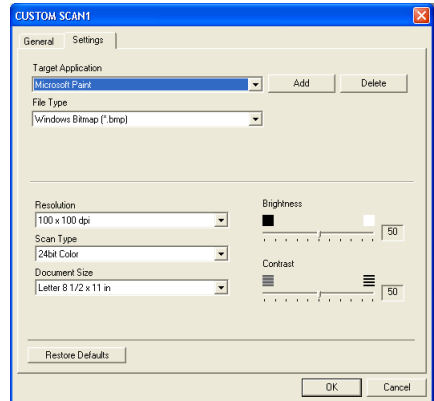 CUSTOM SCAN1
General Settings
Target Application
Microsoft Paint Add Delete
File Type
Windows Bitmap (*.bmp)
Resolution
100 x 100 dpi
Scan Type
24bit Color
Document Size
Letter 8 1/2 x 11 in
Brightness
50
Contrast
50
Restore Defaults
OK Cancel